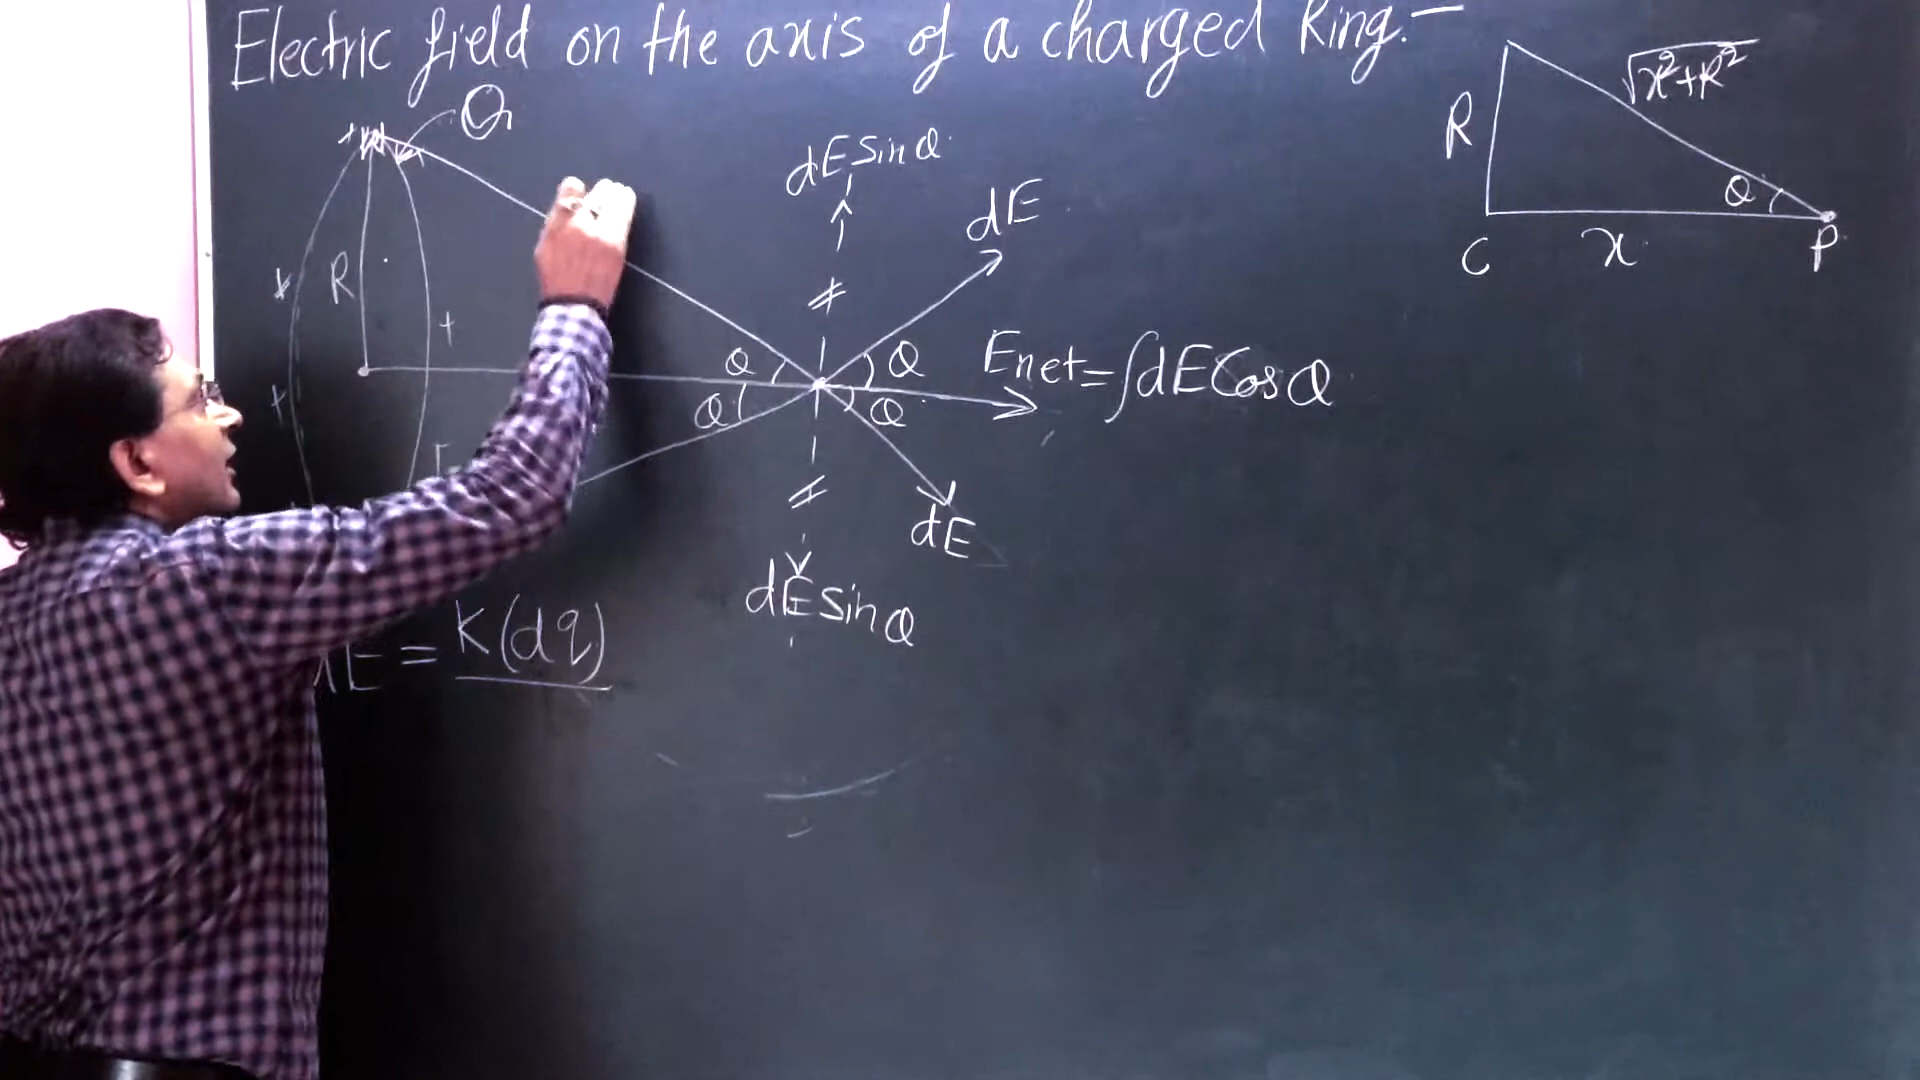 Electric field on the axis of a charged Ring:-
Q
R
dE sin θ
dE
θ
θ
θ
θ
Enet = ∫dE Cos θ
dE
dE sin θ
dE = K(dq)
R
√x²+R²
θ
C
x
P